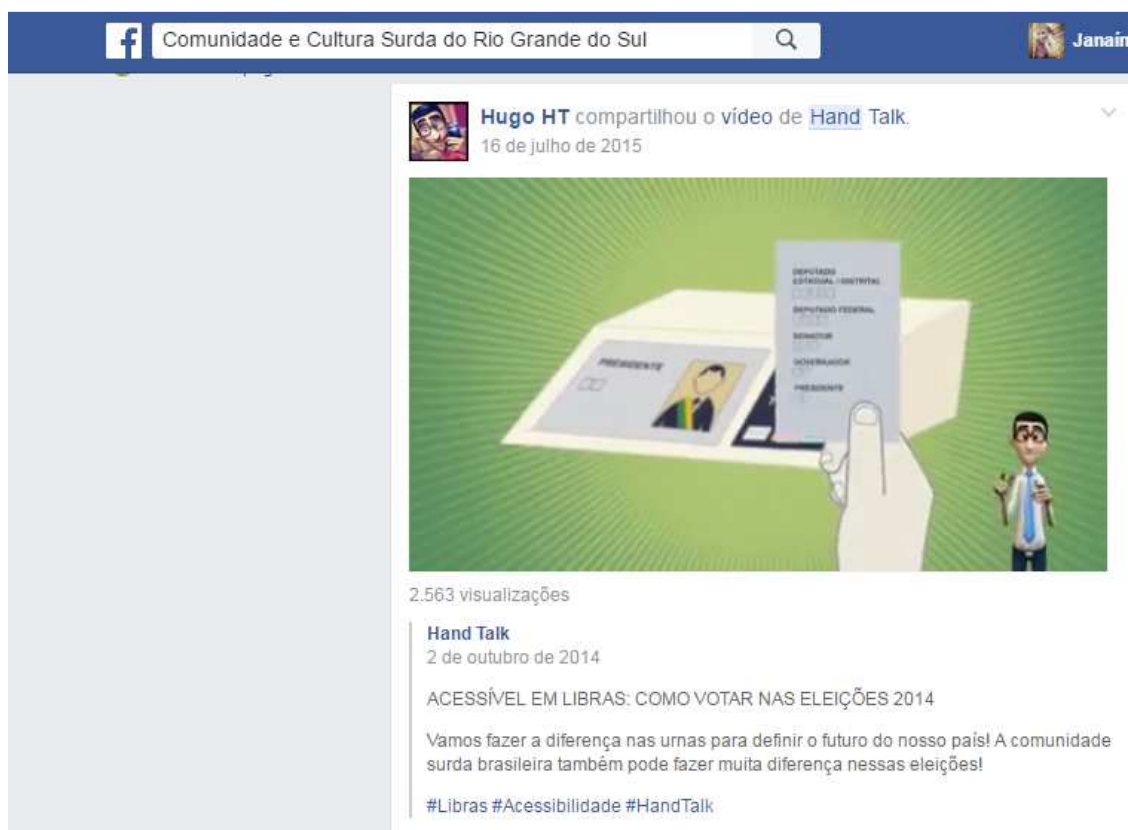 f
Comunidade e Cultura Surda do Rio Grande do Sul
Janaín
Hugo HT compartilhou o vídeo de Hand Talk.
16 de julho de 2015
DEPUTADO
ESTADUAL / DISTRITAL
DEPUTADO FEDERAL
SENADOR
GOVERNADOR
PRESIDENTE
PRESIDENTE
2.563 visualizações
Hand Talk
2 de outubro de 2014
ACESSÍVEL EM LIBRAS: COMO VOTAR NAS ELEIÇÕES 2014
Vamos fazer a diferença nas urnas para definir o futuro do nosso país! A comunidade
surda brasileira também pode fazer muita diferença nessas eleições!
#Libras #Acessibilidade #HandTalk